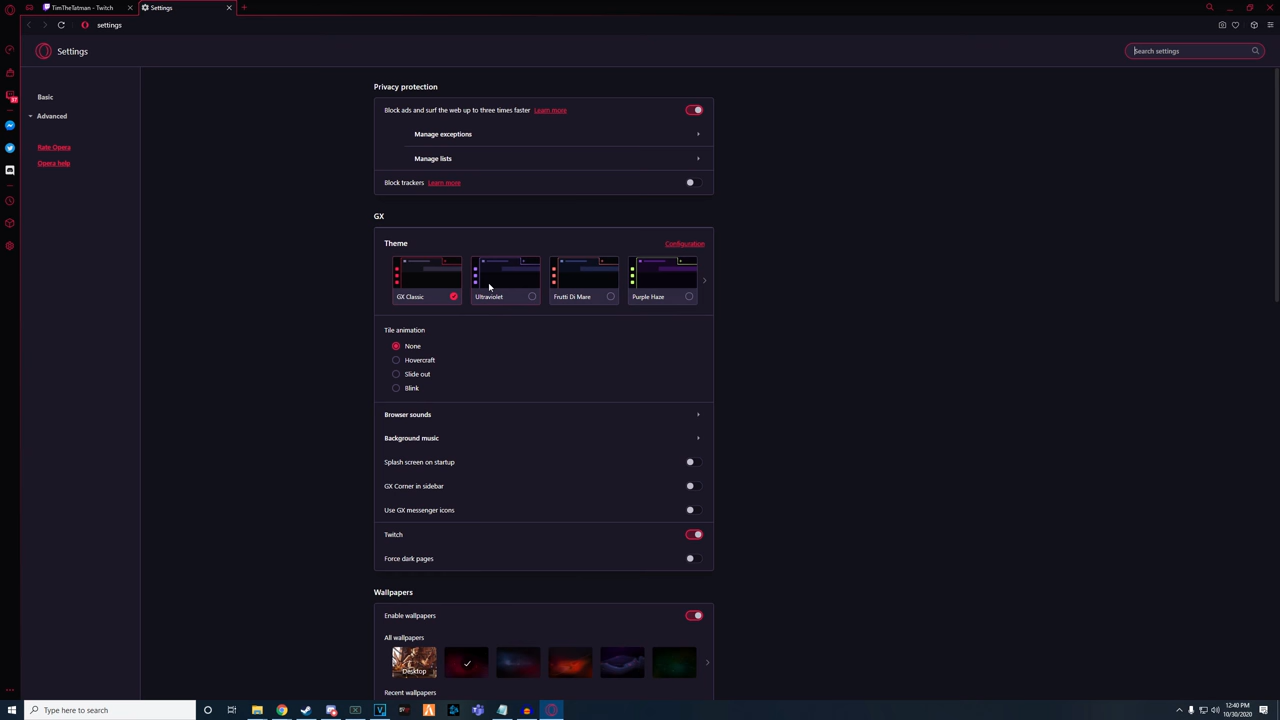 TimTheTatman - Twitch
Settings
settings
Settings
Search settings
Basic
Advanced
Rate Opera
Opera help
Privacy protection
Block ads and surf the web up to three times faster Learn more
Manage exceptions
Manage lists
Block trackers Learn more
GX
Theme Configuration
GX Classic Ultraviolet Frutti Di Mare Purple Haze
Tile animation
None
Hovercraft
Slide out
Blink
Browser sounds
Background music
Splash screen on startup
GX Corner in sidebar
Use GX messenger icons
Twitch
Force dark pages
Wallpapers
Enable wallpapers
All wallpapers
Desktop
Recent wallpapers
Type here to search
12:40 PM
10/30/2020